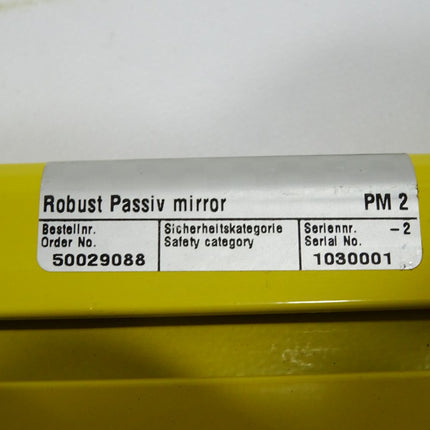 Robust Passiv mirror PM 2
Bestellnr. Sicherheitskategorie Seriennr. -2
Order No. Safety category Serial No.
50029088 1030001